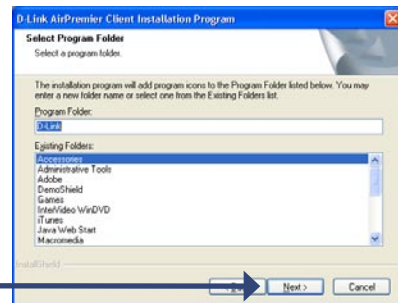 D-Link AirPremier Client Installation Program
Select Program Folder
Select a program folder.
The installation program will add program icons to the Program Folder listed below. You may
enter a new folder name or select one from the Existing Folders list.
Program Folder:
D-Link
Existing Folders:
Accessories
Administrative Tools
Adobe
DemoShield
Games
InterVideo WinDVD
iTunes
Java Web Start
Macromedia
InstallShield
Next >
Cancel